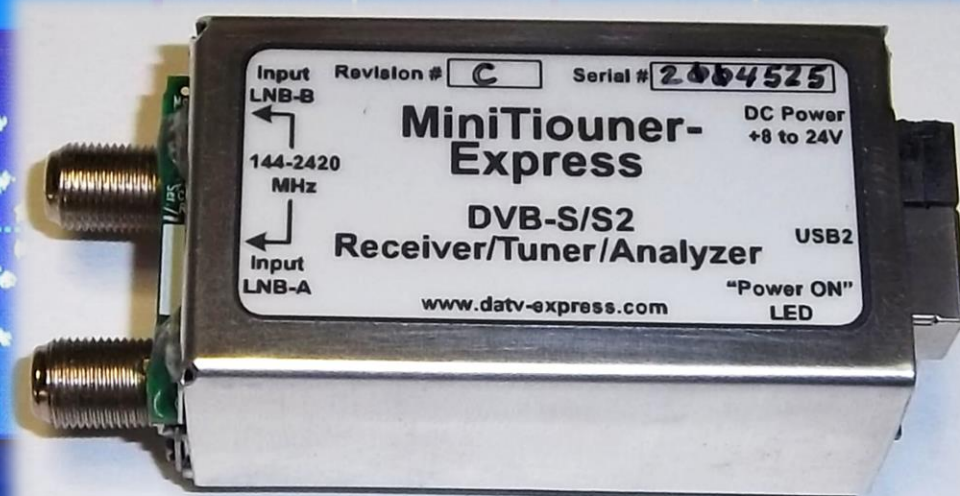 Input
LNB-B
Revision # C
Serial # 2004525
MiniTiouner-
Express
DC Power
+8 to 24V
144-2420
MHz
DVB-S/S2
Receiver/Tuner/Analyzer
USB2
Input
LNB-A
www.datv-express.com
“Power ON”
LED